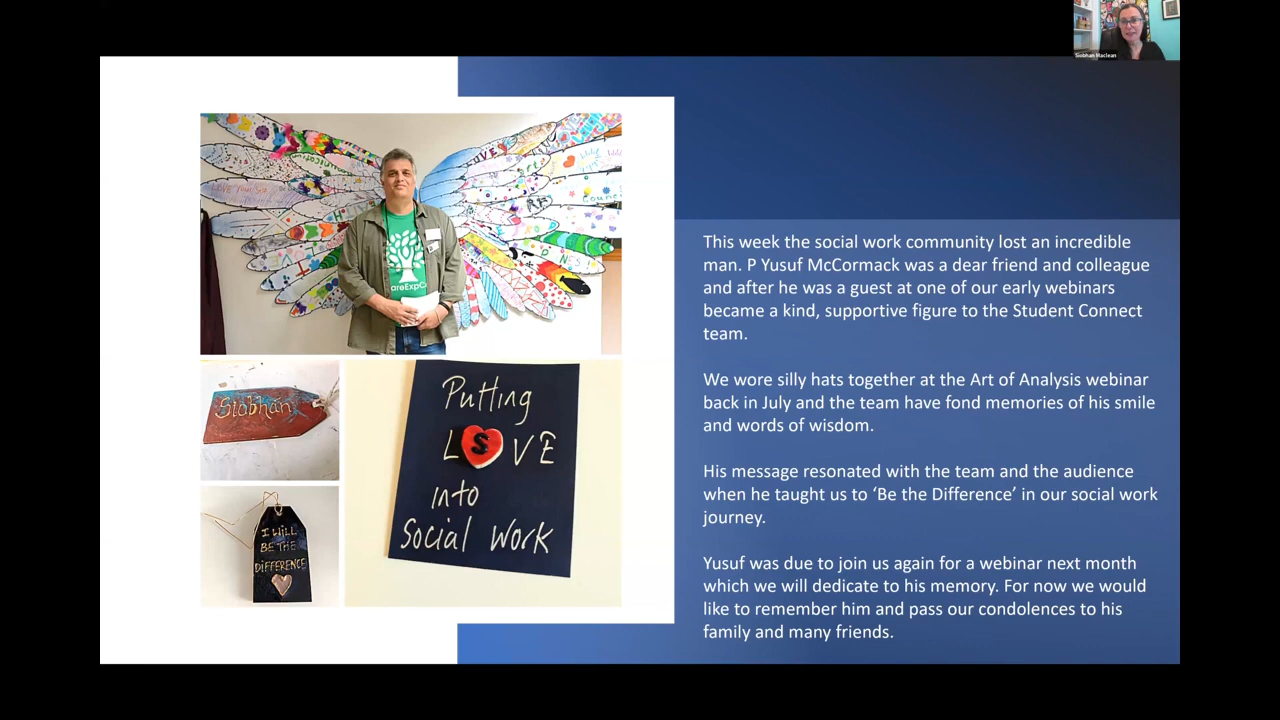 Siobhan Maclean
LOVE
areExpCo
Siobhán
I WILL
BE THE
DIFFERENCE
Putting
LOVE
S
into
Social Work
This week the social work community lost an incredible
man. P Yusuf McCormack was a dear friend and colleague
and after he was a guest at one of our early webinars
became a kind, supportive figure to the Student Connect
team.
We wore silly hats together at the Art of Analysis webinar
back in July and the team have fond memories of his smile
and words of wisdom.
His message resonated with the team and the audience
when he taught us to ‘Be the Difference’ in our social work
journey.
Yusuf was due to join us again for a webinar next month
which we will dedicate to his memory. For now we would
like to remember him and pass our condolences to his
family and many friends.